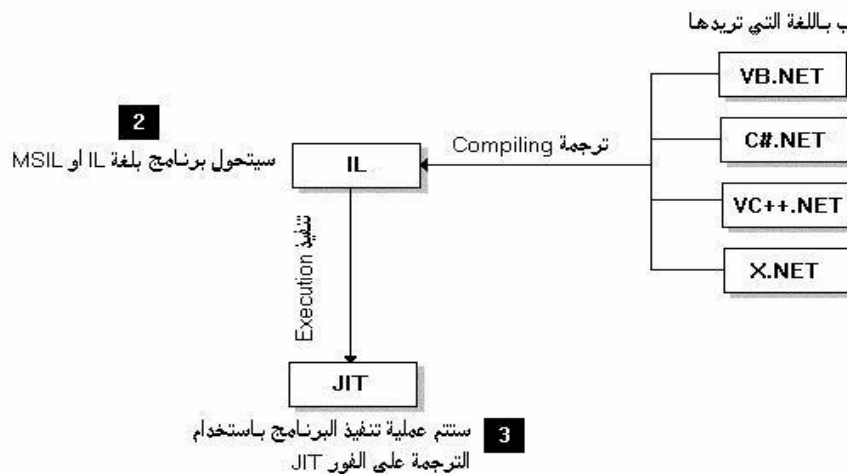 ب باللغة التي تريدها
VB.NET
C#.NET
VC++.NET
X.NET
ترجمة Compiling
2
سيتحول برنامج بلغة IL او MSIL
IL
تنفيذ Execution
JIT
3
ستتم عملية تنفيذ البرنامج باستخدام
الترجمة على الفور JIT